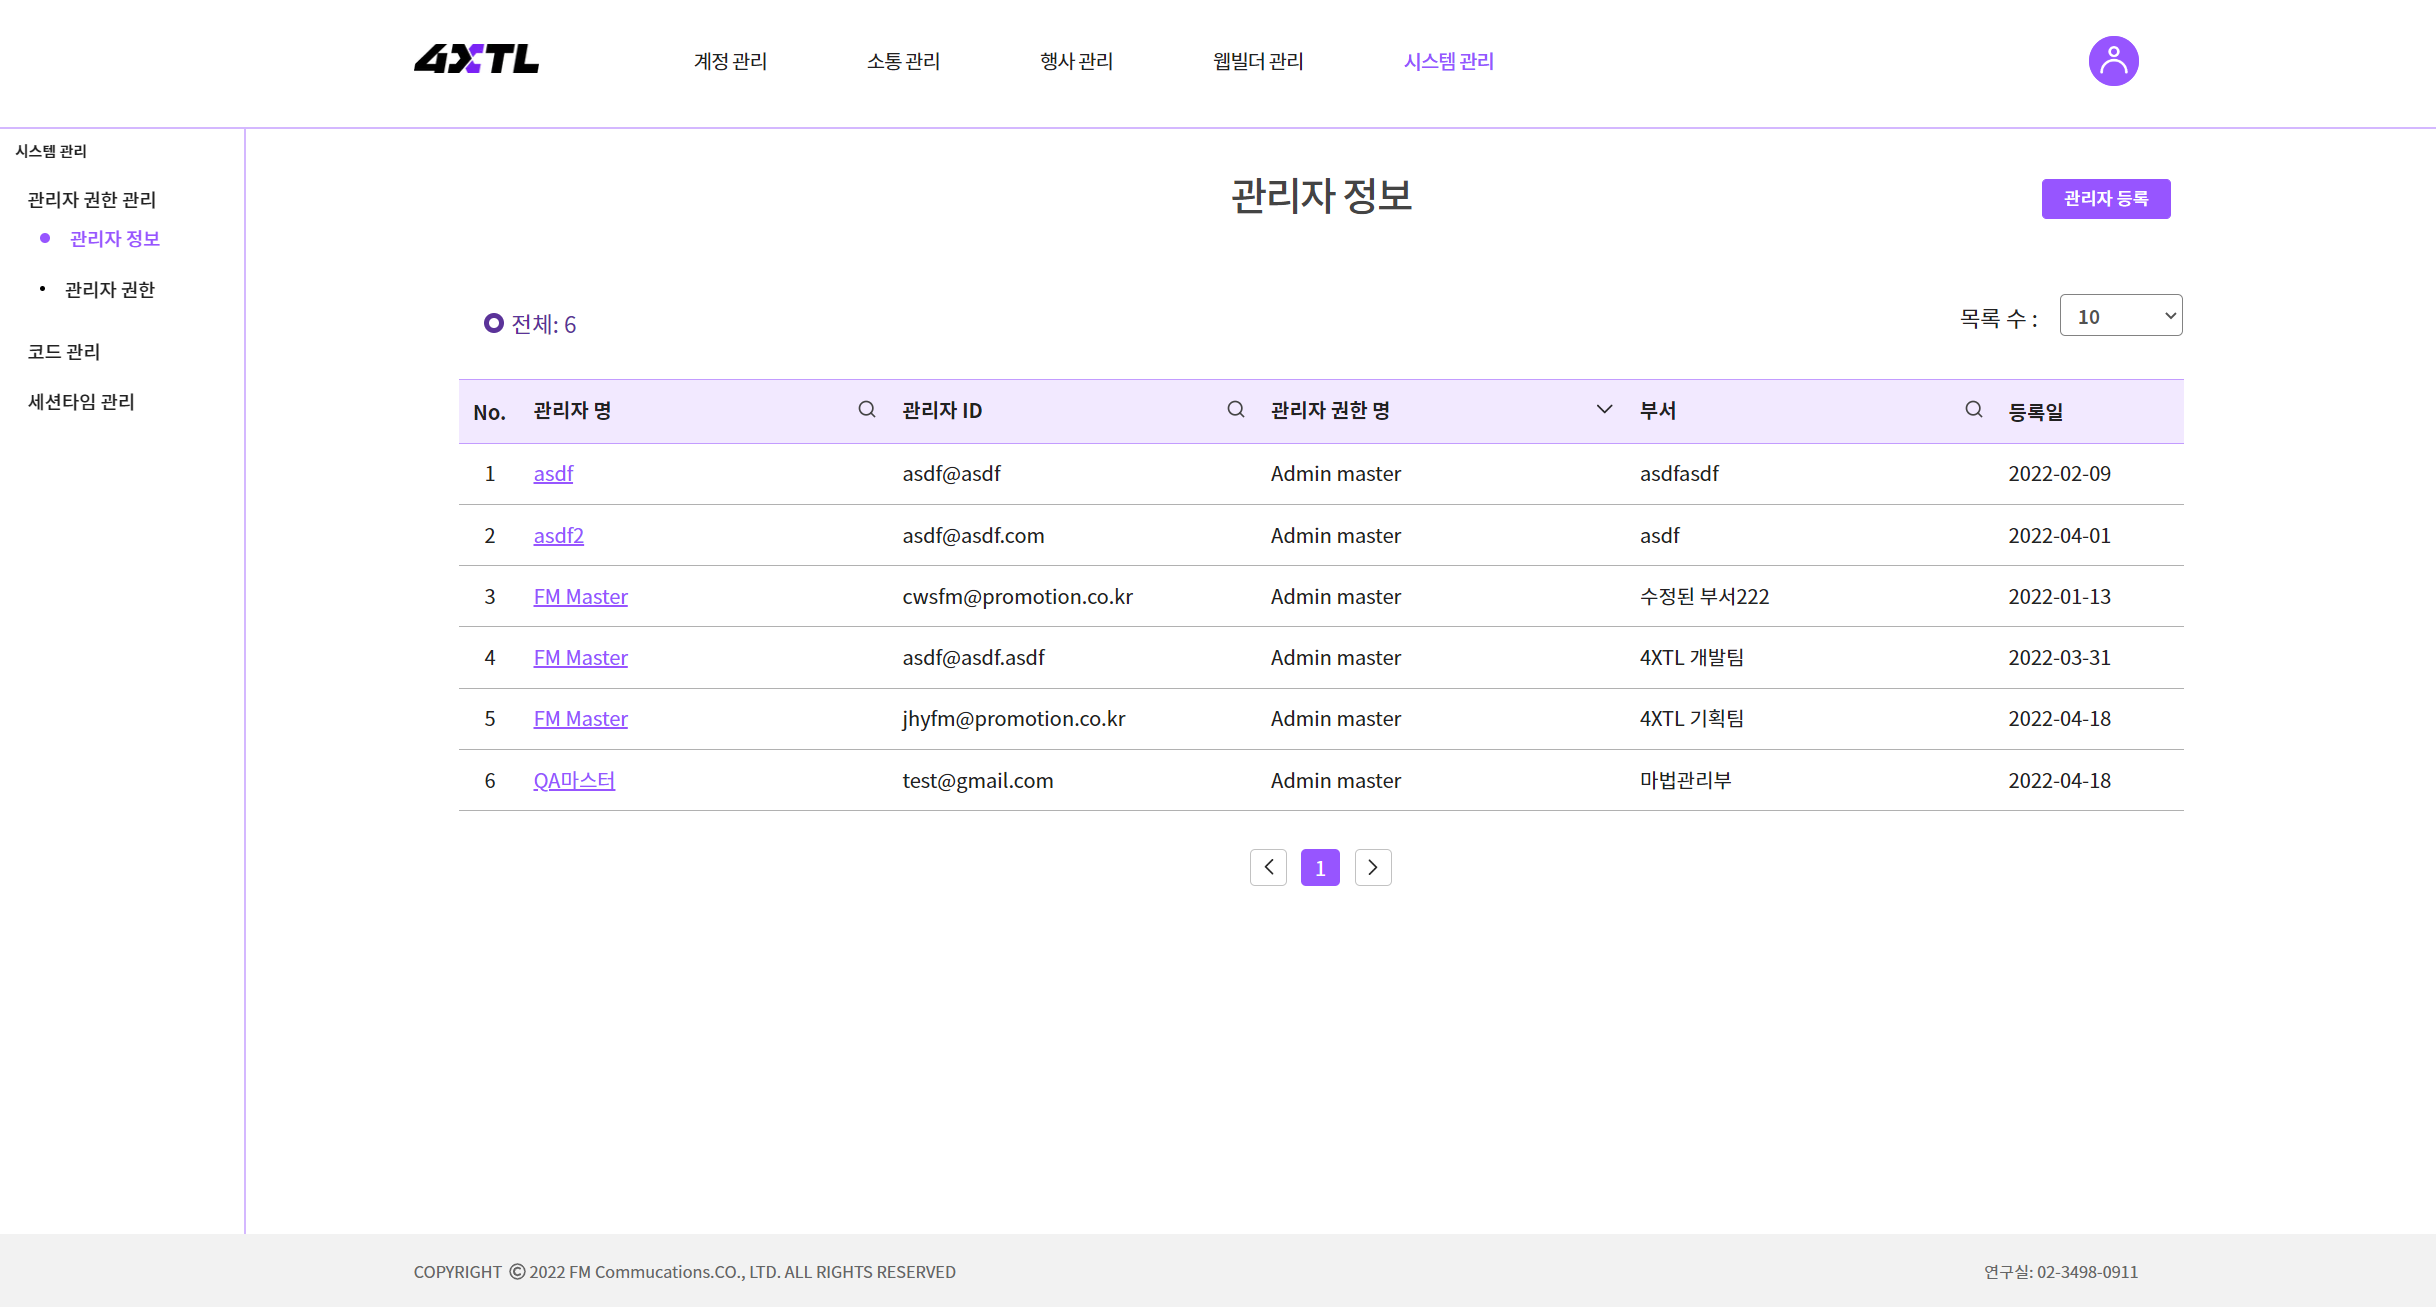 4XTL
계정 관리
소통 관리
행사 관리
웹빌더 관리
시스템 관리
시스템 관리
관리자 권한 관리
관리자 정보
관리자 권한
코드 관리
세션타임 관리
관리자 정보
관리자 등록
전체: 6
목록 수 : 10
No. 관리자 명 관리자 ID 관리자 권한 명 부서 등록일
1 asdf asdf@asdf Admin master asdfasdf 2022-02-09
2 asdf2 asdf@asdf.com Admin master asdf 2022-04-01
3 FM Master cwsfm@promotion.co.kr Admin master 수정된 부서222 2022-01-13
4 FM Master asdf@asdf.asdf Admin master 4XTL 개발팀 2022-03-31
5 FM Master jhyfm@promotion.co.kr Admin master 4XTL 기획팀 2022-04-18
6 QA마스터 test@gmail.com Admin master 마법관리부 2022-04-18
1
COPYRIGHT © 2022 FM Commucations.CO., LTD. ALL RIGHTS RESERVED
연구실: 02-3498-0911